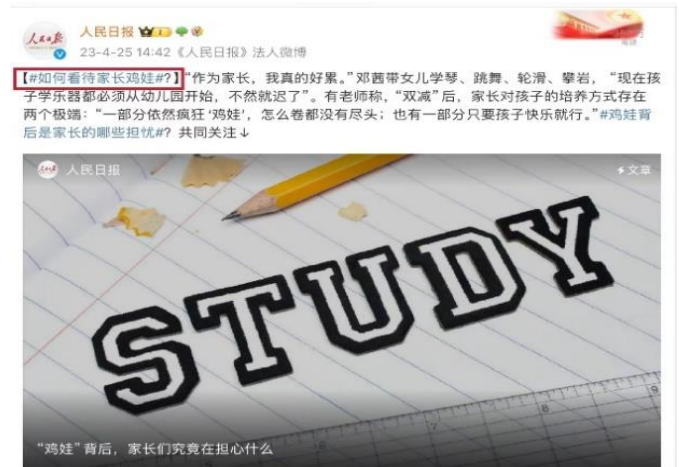 人民日报
人民日报
23-4-25 14:42《人民日报》法人微博
【#如何看待家长鸡娃#?】“作为家长，我真的好累。”邓茜带女儿学琴、跳舞、轮滑、攀岩，“现在孩
子学乐器都必须从幼儿园开始，不然就迟了”。有老师称，“双减”后，家长对孩子的培养方式存在
两个极端：“一部分依然疯狂‘鸡娃’，怎么卷都没有尽头；也有一部分只要孩子快乐就行。”#鸡娃背
后是家长的哪些担忧#？共同关注↓
人民日报
人民日报
文章
STUDY
“鸡娃”背后，家长们究竟在担心什么